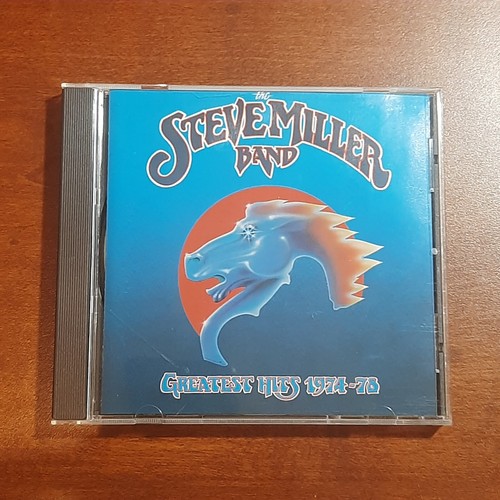 the
STEVE MILLER
BAND
GREATEST HITS 1974-78